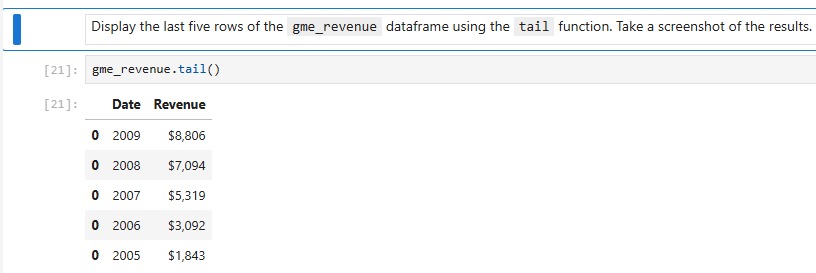 Display the last five rows of the gme_revenue dataframe using the tail function. Take a screenshot of the results.
[21]: gme_revenue.tail()
[21]: Date Revenue
0 2009 $8,806
0 2008 $7,094
0 2007 $5,319
0 2006 $3,092
0 2005 $1,843